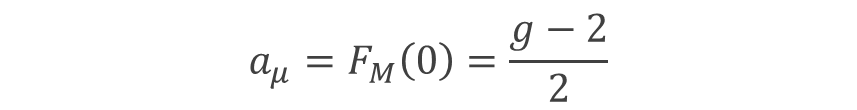 a_μ = F_M(0) = (g − 2)/2